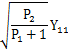 √(P₂/(P₁ + 1)) Y₁₁